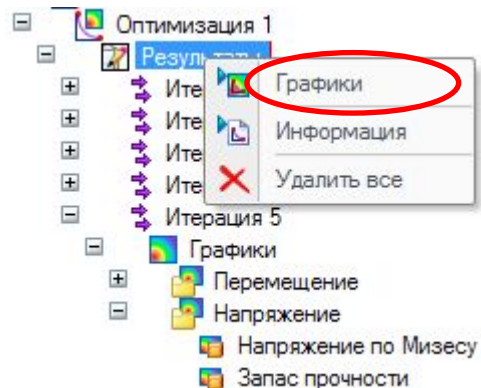 Оптимизация 1
Графики
Информация
Удалить все
Итерация 5
Графики
Перемещение
Напряжение
Напряжение по Мизесу
Запас прочности